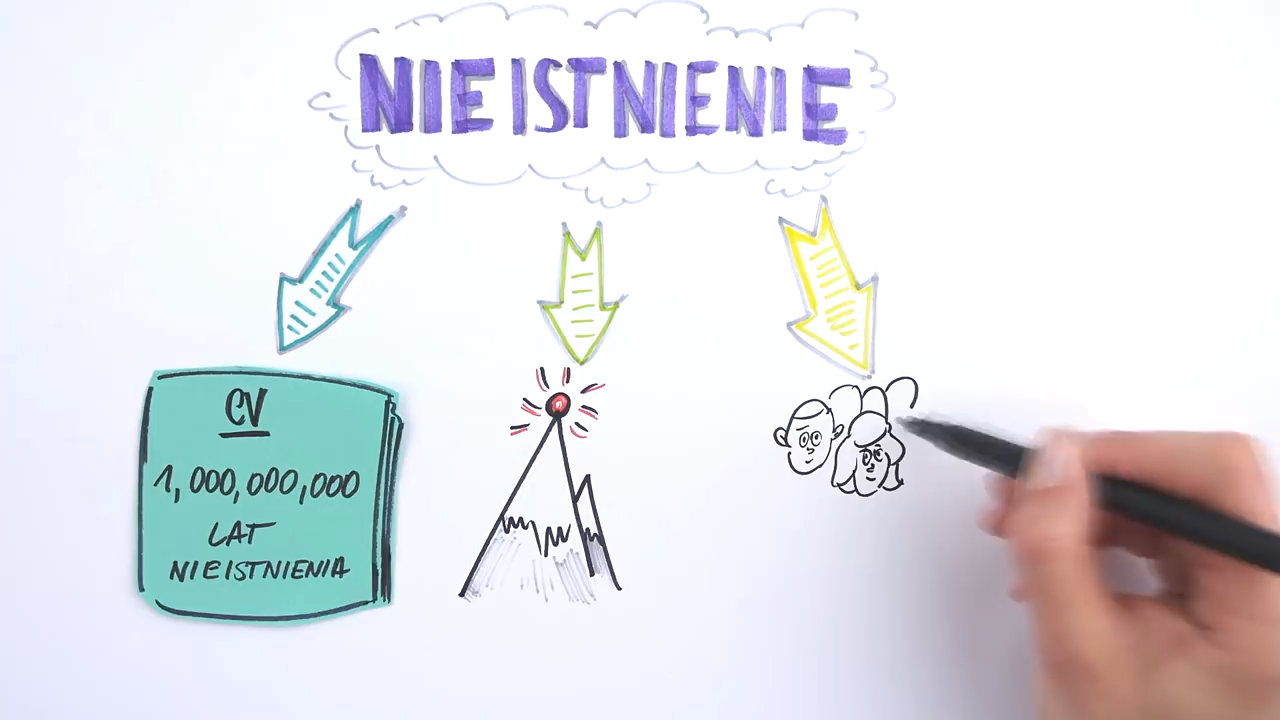 NIEISTNIENIE
CV
1,000,000,000
LAT
NIEISTNIENIA